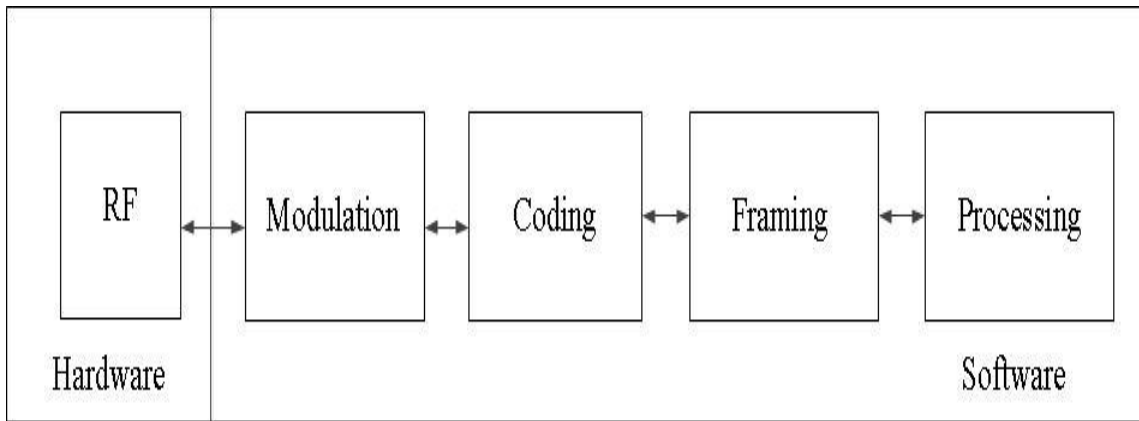 RF
Modulation
Coding
Framing
Processing
Hardware
Software